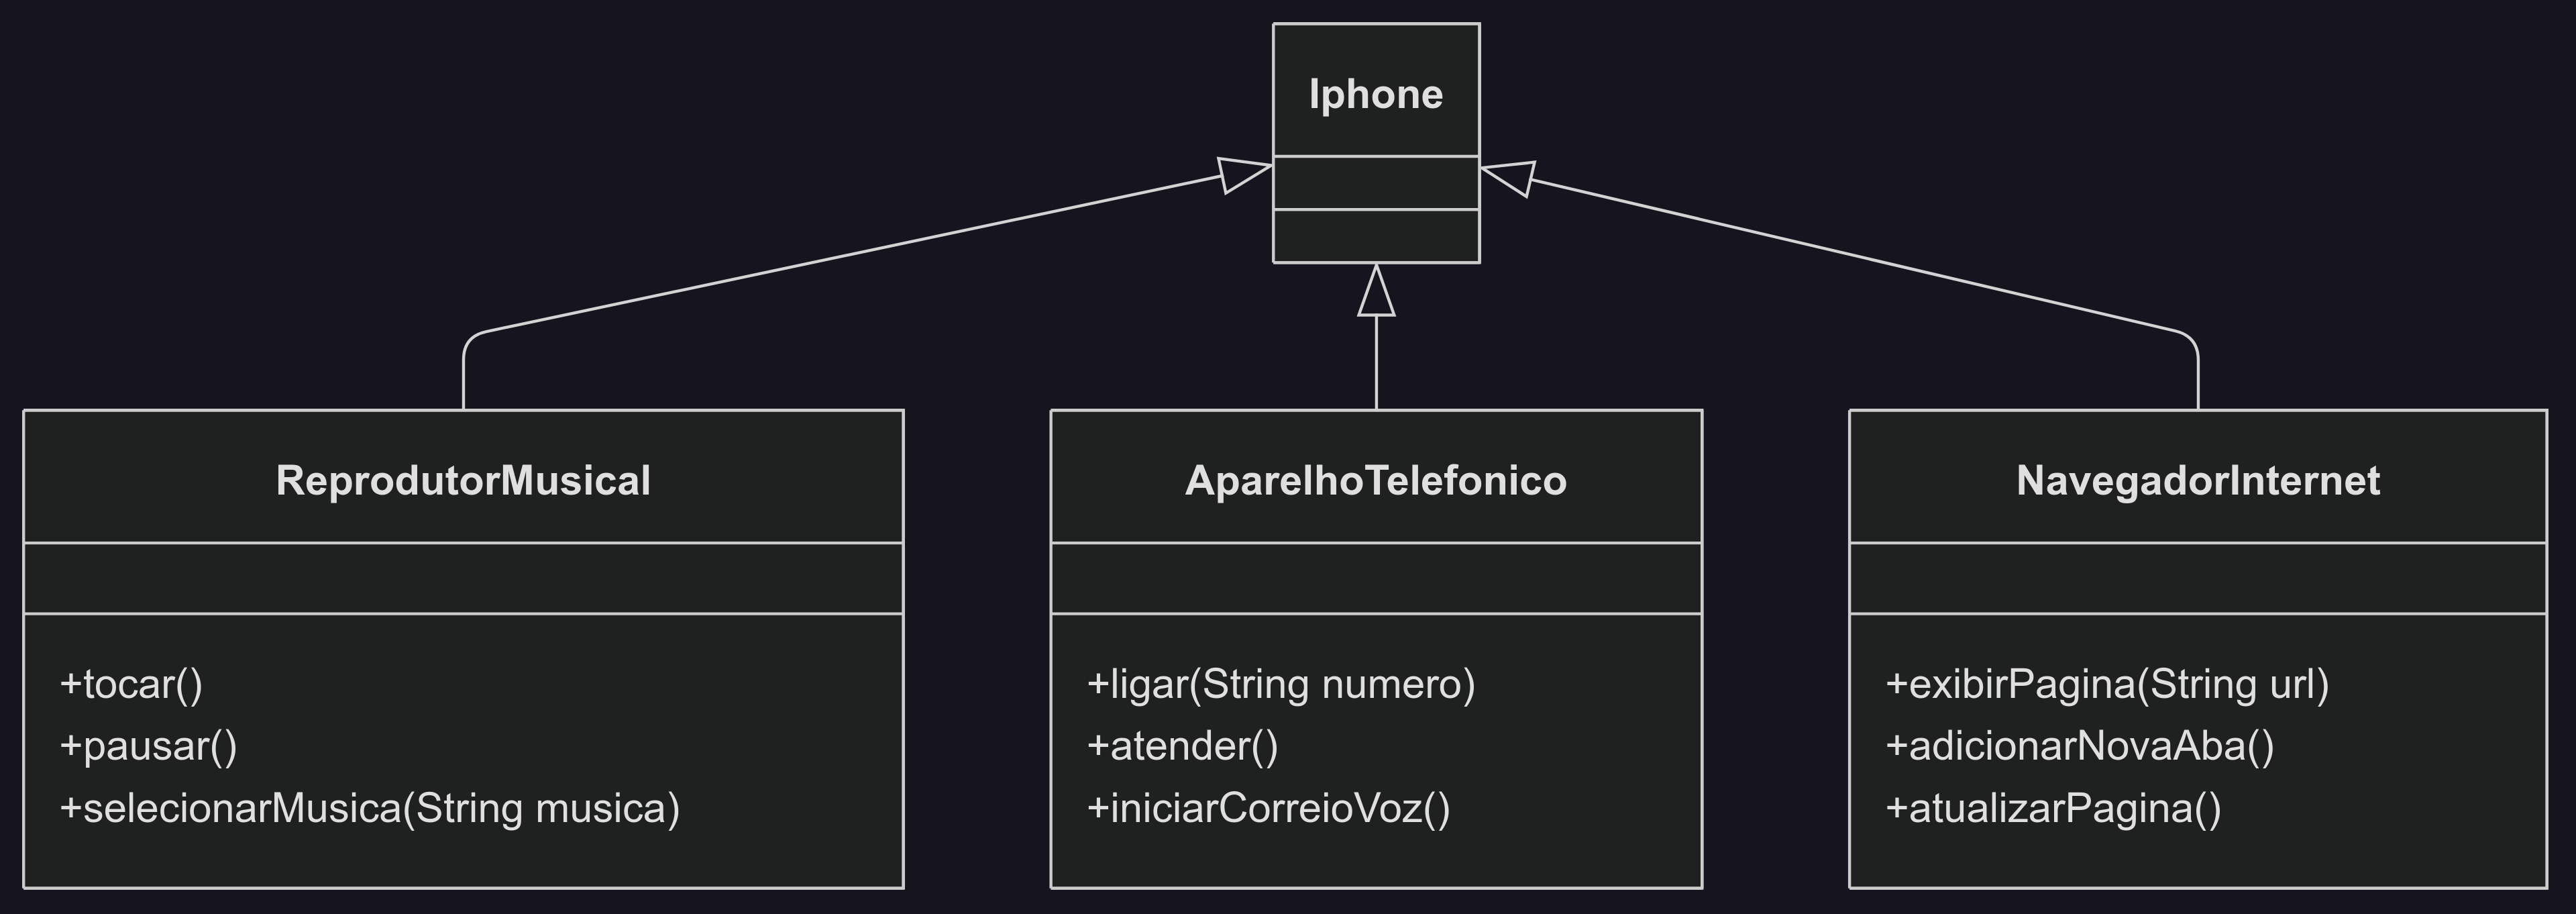 Iphone
ReprodutorMusical
+tocar()
+pausar()
+selecionarMusica(String musica)
AparelhoTelefonico
+ligar(String numero)
+atender()
+iniciarCorreioVoz()
NavegadorInternet
+exibirPagina(String url)
+adicionarNovaAba()
+atualizarPagina()